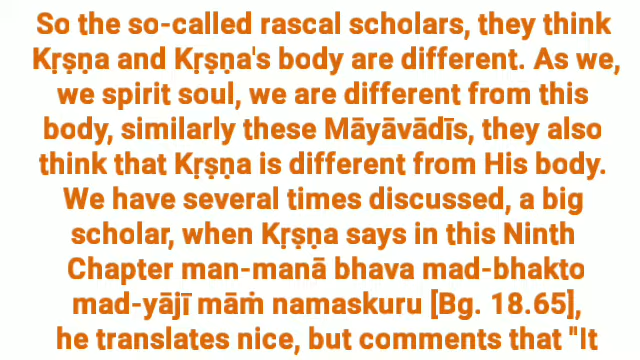 So the so-called rascal scholars, they think
Kṛṣṇa and Kṛṣṇa's body are different. As we,
we spirit soul, we are different from this
body, similarly these Māyāvādīs, they also
think that Kṛṣṇa is different from His body.
We have several times discussed, a big
scholar, when Kṛṣṇa says in this Ninth
Chapter man-manā bhava mad-bhakto
mad-yājī māṁ namaskuru [Bg. 18.65],
he translates nice, but comments that "It